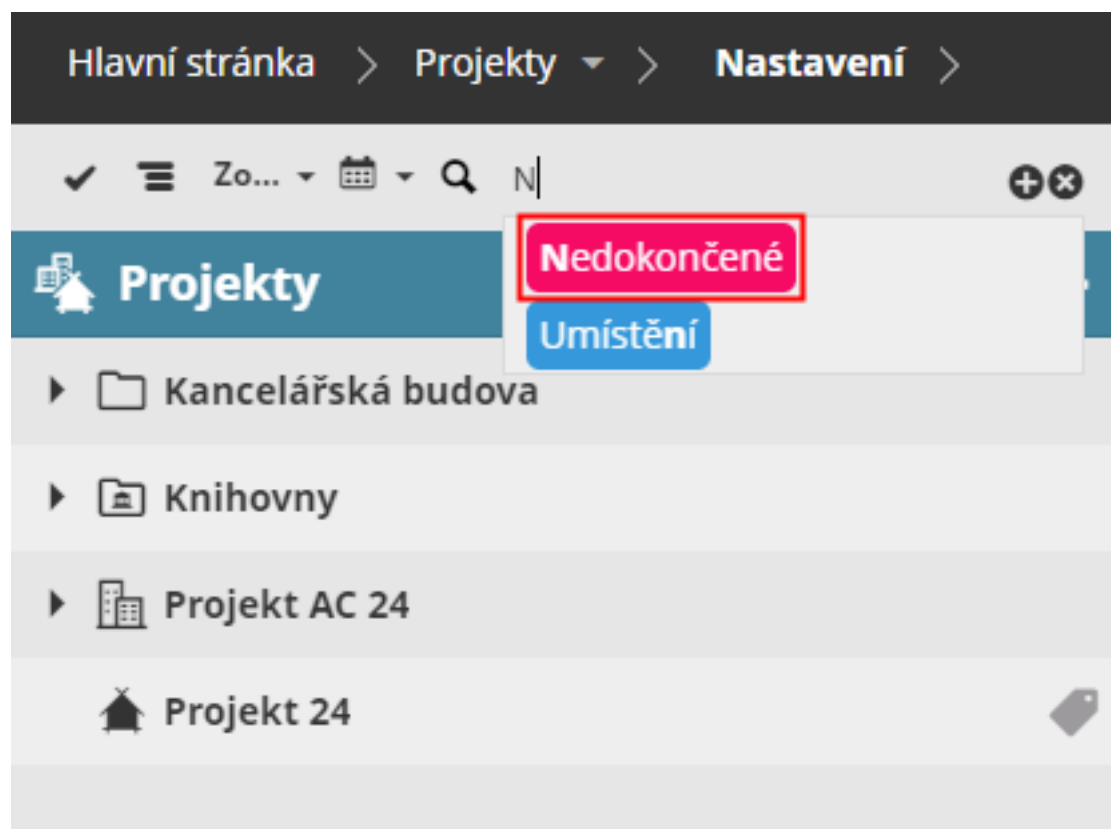 Hlavní stránka > Projekty > Nastavení >
Zo... N
Nedokončené
Projekty
Umístění
Kancelářská budova
Knihovny
Projekt AC 24
Projekt 24